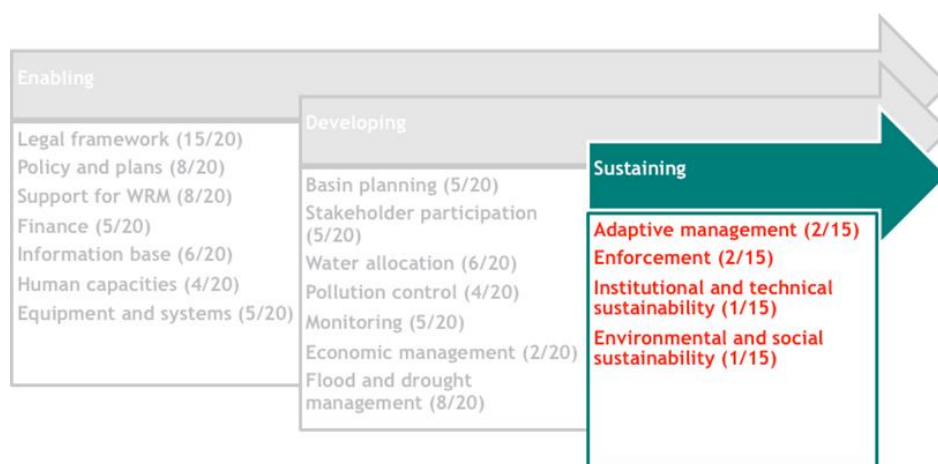 Enabling
Legal framework (15/20)
Policy and plans (8/20)
Support for WRM (8/20)
Finance (5/20)
Information base (6/20)
Human capacities (4/20)
Equipment and systems (5/20)
Developing
Basin planning (5/20)
Stakeholder participation
(5/20)
Water allocation (6/20)
Pollution control (4/20)
Monitoring (5/20)
Economic management (2/20)
Flood and drought
management (8/20)
Sustaining
Adaptive management (2/15)
Enforcement (2/15)
Institutional and technical
sustainability (1/15)
Environmental and social
sustainability (1/15)